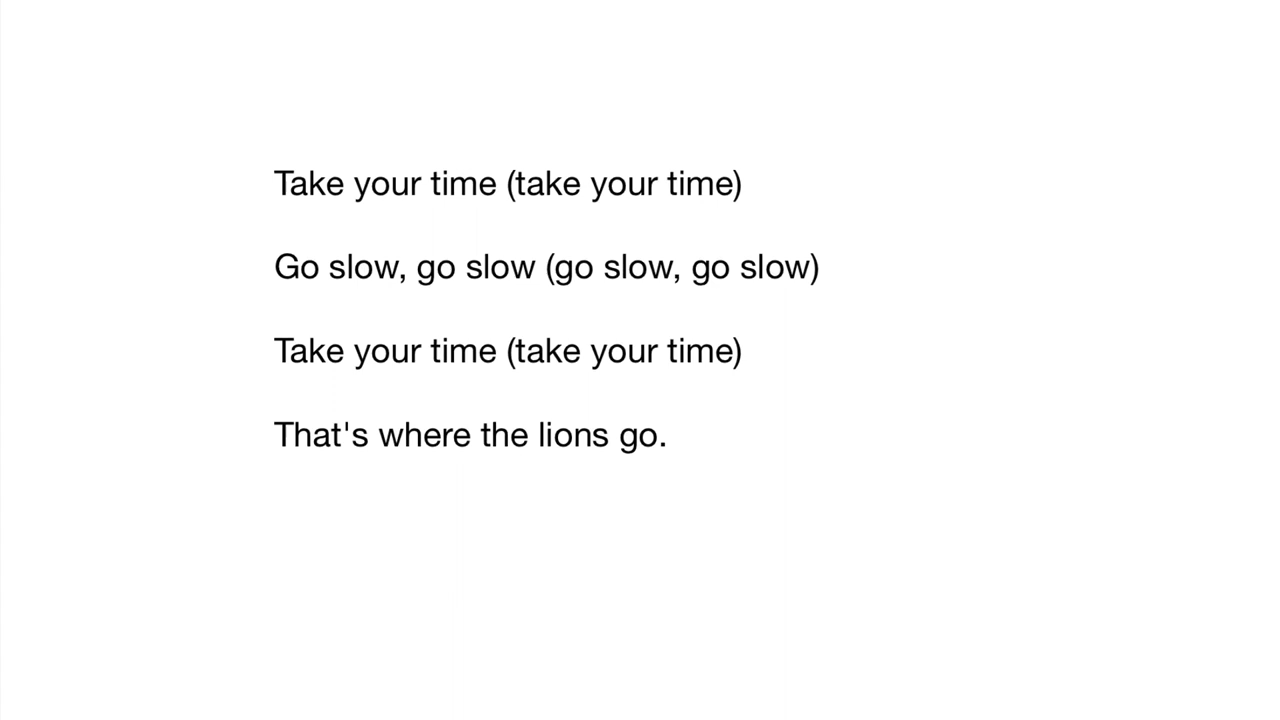 Take your time (take your time)
Go slow, go slow (go slow, go slow)
Take your time (take your time)
That's where the lions go.